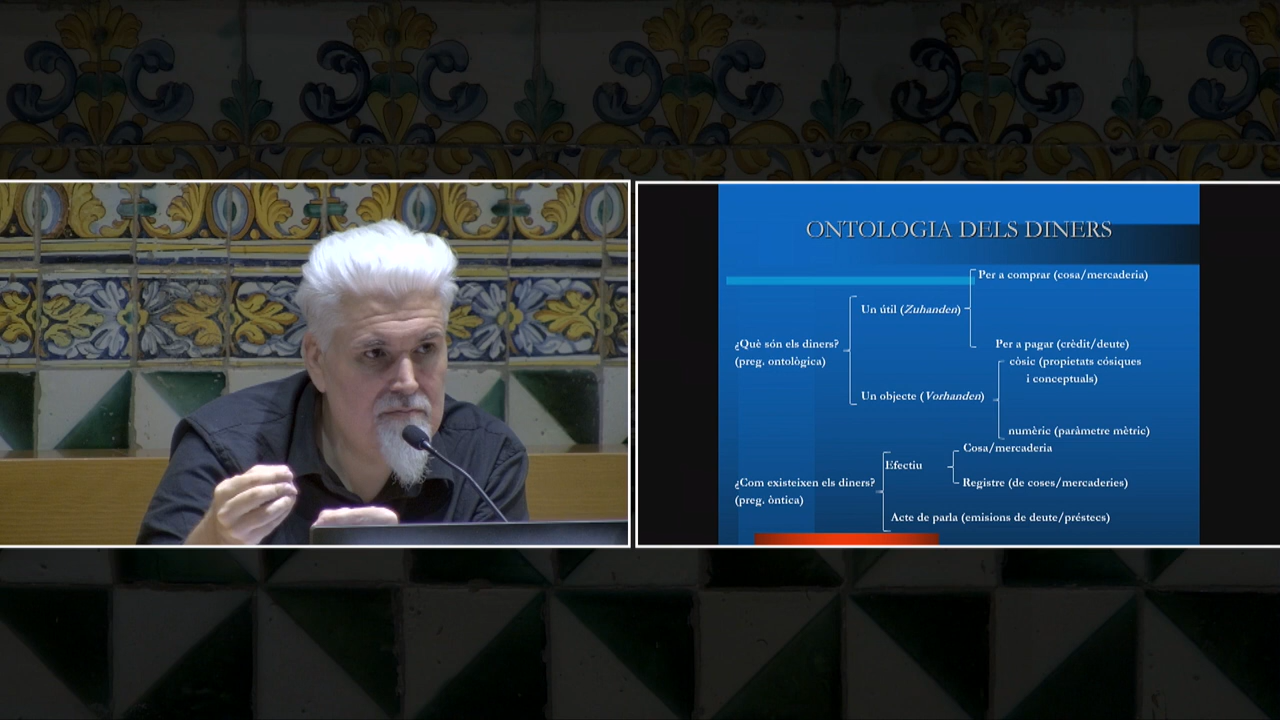 ONTOLOGIA DELS DINERS
Per a comprar (cosa/mercaderia)
Un útil (Zuhanden)
¿Què són els diners?
(preg. ontològica)
Per a pagar (crèdit/deute)
còsic (propietats cósiques
i conceptuals)
Un objecte (Vorhanden)
numèric (paràmetre mètric)
Cosa/mercaderia
Efectiu
¿Com existeixen els diners?
(preg. òntica)
Registre (de coses/mercaderies)
Acte de parla (emisions de deute/préstecs)